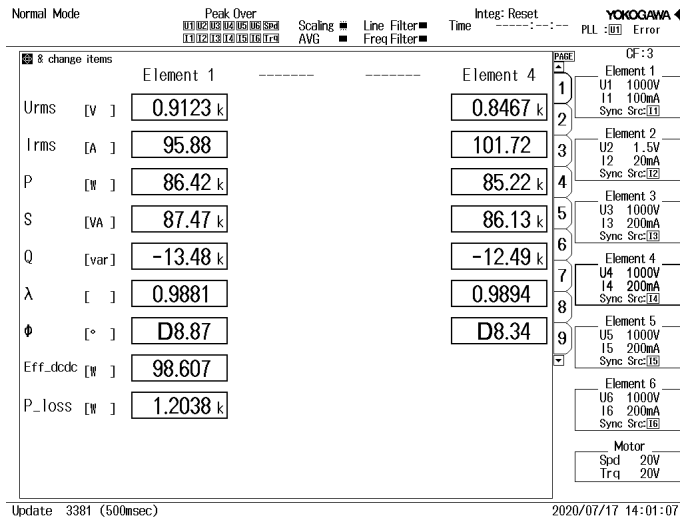 Normal Mode Peak Over Scaling Line Filter Integ: Reset YOKOGAWA
U1 U2 U3 U4 U5 U6 Spd AVG Freq Filter Time -----:--:-- PLL :U1 Error
I1 I2 I3 I4 I5 I6 Trq
& change items PAGE CF:3
Element 1 ------- ------- Element 4
Urms [V ] 0.9123 k 0.8467 k
Irms [A ] 95.88 101.72
P [W ] 86.42 k 85.22 k
S [VA ] 87.47 k 86.13 k
Q [var] -13.48 k -12.49 k
λ [ ] 0.9881 0.9894
Φ [° ] D8.87 D8.34
Eff_dcdc [W ] 98.607
P_loss [W ] 1.2038 k
1
2
3
4
5
6
7
8
9
Element 1
U1 1000V
I1 100mA
Sync Src:I1
Element 2
U2 1.5V
I2 20mA
Sync Src:I2
Element 3
U3 1000V
I3 200mA
Sync Src:I3
Element 4
U4 1000V
I4 200mA
Sync Src:I4
Element 5
U5 1000V
I5 200mA
Sync Src:I5
Element 6
U6 1000V
I6 200mA
Sync Src:I6
Motor
Spd 20V
Trq 20V
Update 3381 (500msec) 2020/07/17 14:01:07